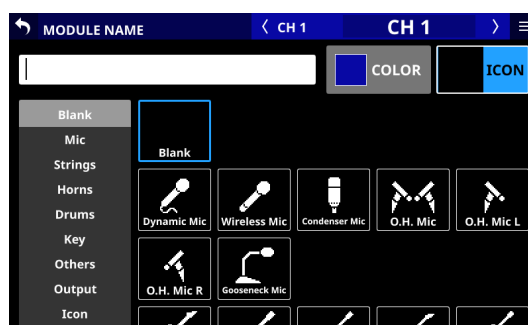 MODULE NAME
CH 1
CH 1
COLOR
ICON
Blank
Mic
Strings
Horns
Drums
Key
Others
Output
Icon
Blank
Dynamic Mic
Wireless Mic
Condenser Mic
O.H. Mic
O.H. Mic L
O.H. Mic R
Gooseneck Mic